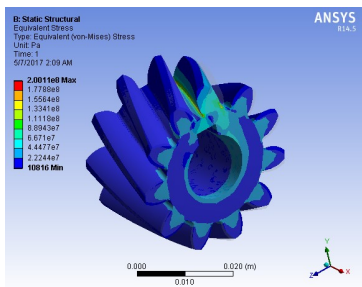 B: Static Structural
Equivalent Stress
Type: Equivalent (von-Mises) Stress
Unit: Pa
Time: 1
5/7/2017 2:09 AM
ANSYS
R14.5
2.0011e8 Max
1.7788e8
1.5564e8
1.3341e8
1.1118e8
8.8943e7
6.671e7
4.4477e7
2.2244e7
10816 Min
0.000
0.020 (m)
0.010
Y
Z
X